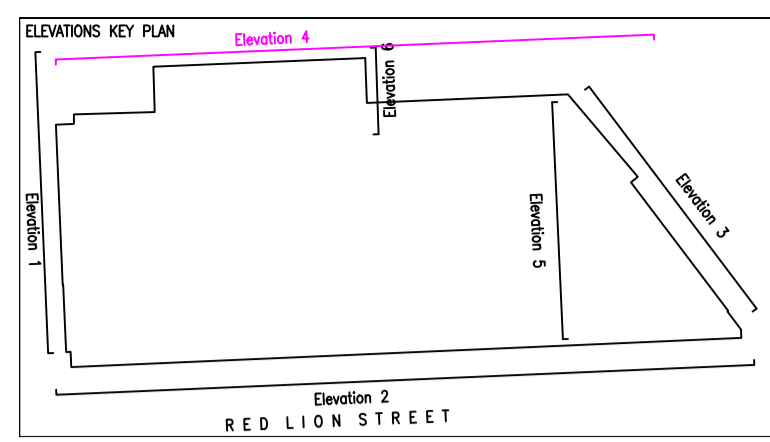 ELEVATIONS KEY PLAN
Elevation 4
Elevation 6
Elevation 1
Elevation 5
Elevation 3
Elevation 2
RED LION STREET